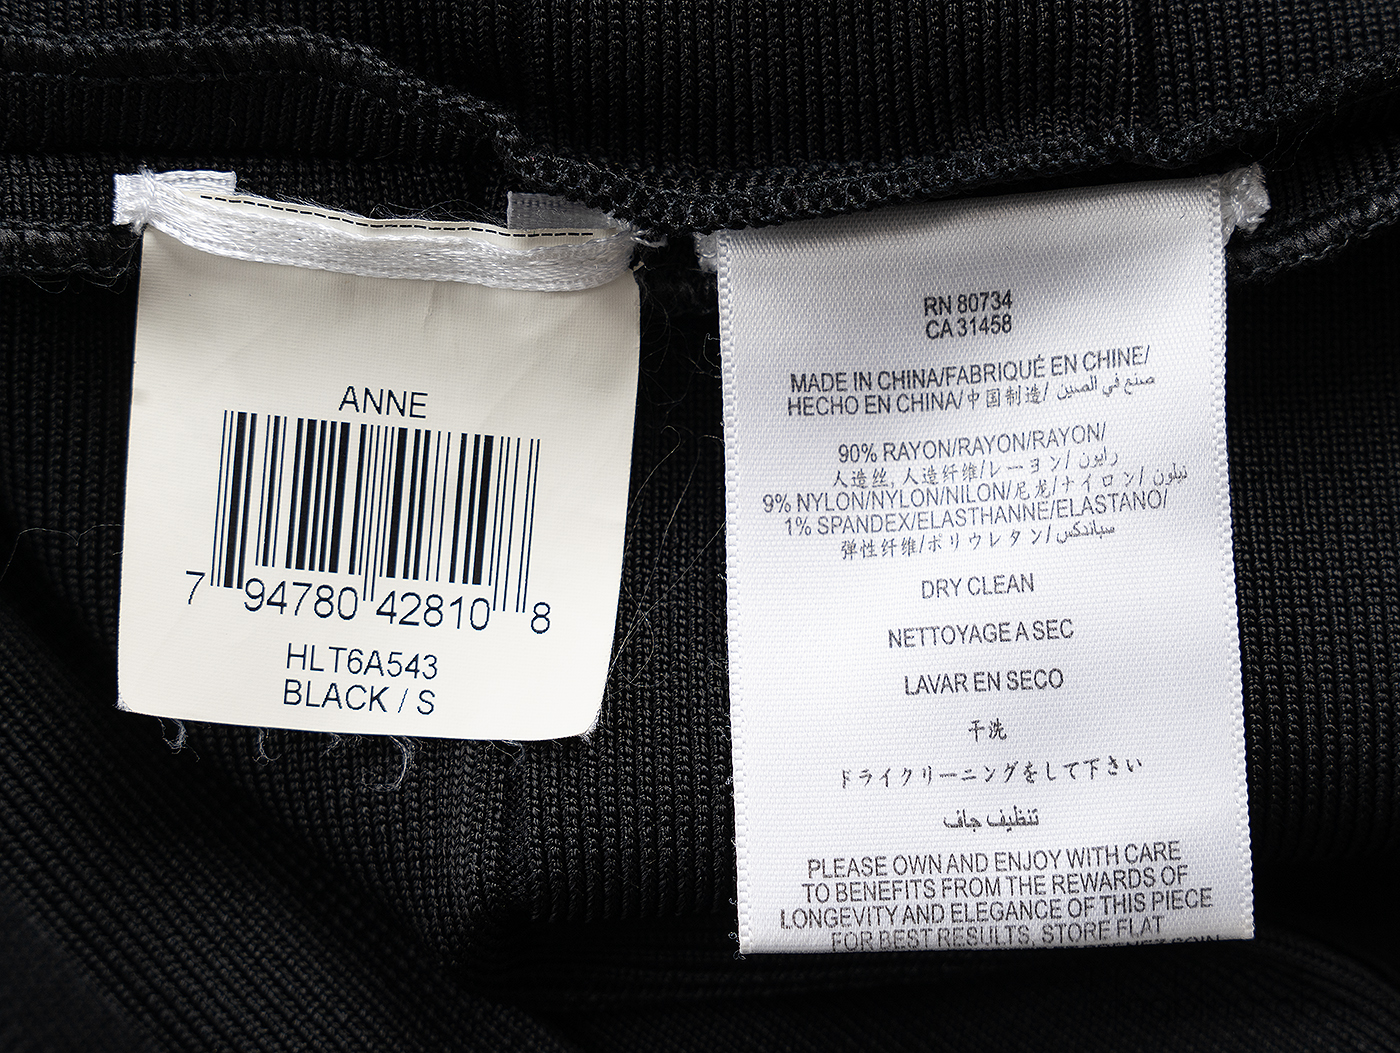 ANNE
7 94780 42810 8
HLT6A543
BLACK / S
RN 80734
CA 31458
MADE IN CHINA/FABRIQUÉ EN CHINE/
HECHO EN CHINA/中国制造/ صنع في الصين
90% RAYON/RAYON/RAYON/
人造丝, 人造纤维/レーヨン/ رايون
9% NYLON/NYLON/NILON/尼龙/ナイロン/ نيلون
1% SPANDEX/ELASTHANNE/ELASTANO/
弹性纤维/ポリウレタン/ سباندكس
DRY CLEAN
NETTOYAGE A SEC
LAVAR EN SECO
干洗
ドライクリーニングをして下さい
تنظيف جاف
PLEASE OWN AND ENJOY WITH CARE
TO BENEFITS FROM THE REWARDS OF
LONGEVITY AND ELEGANCE OF THIS PIECE
FOR BEST RESULTS, STORE FLAT